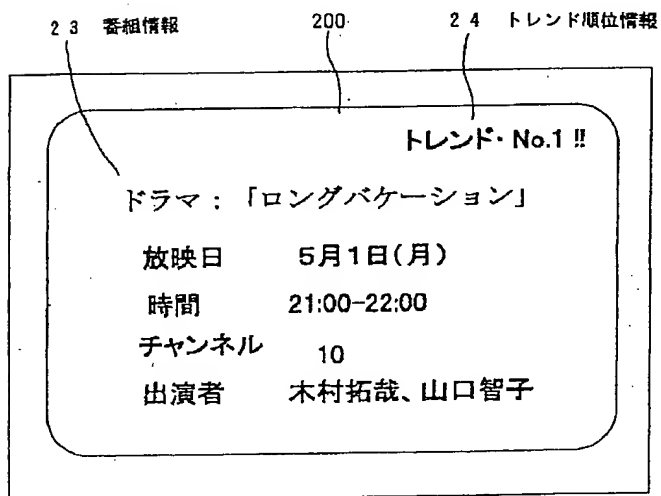 23 番組情報 200 24 トレンド順位情報
トレンド・No.1 !!
ドラマ：「ロングバケーション」
放映日 5月1日(月)
時間 21:00-22:00
チャンネル 10
出演者 木村拓哉、山口智子